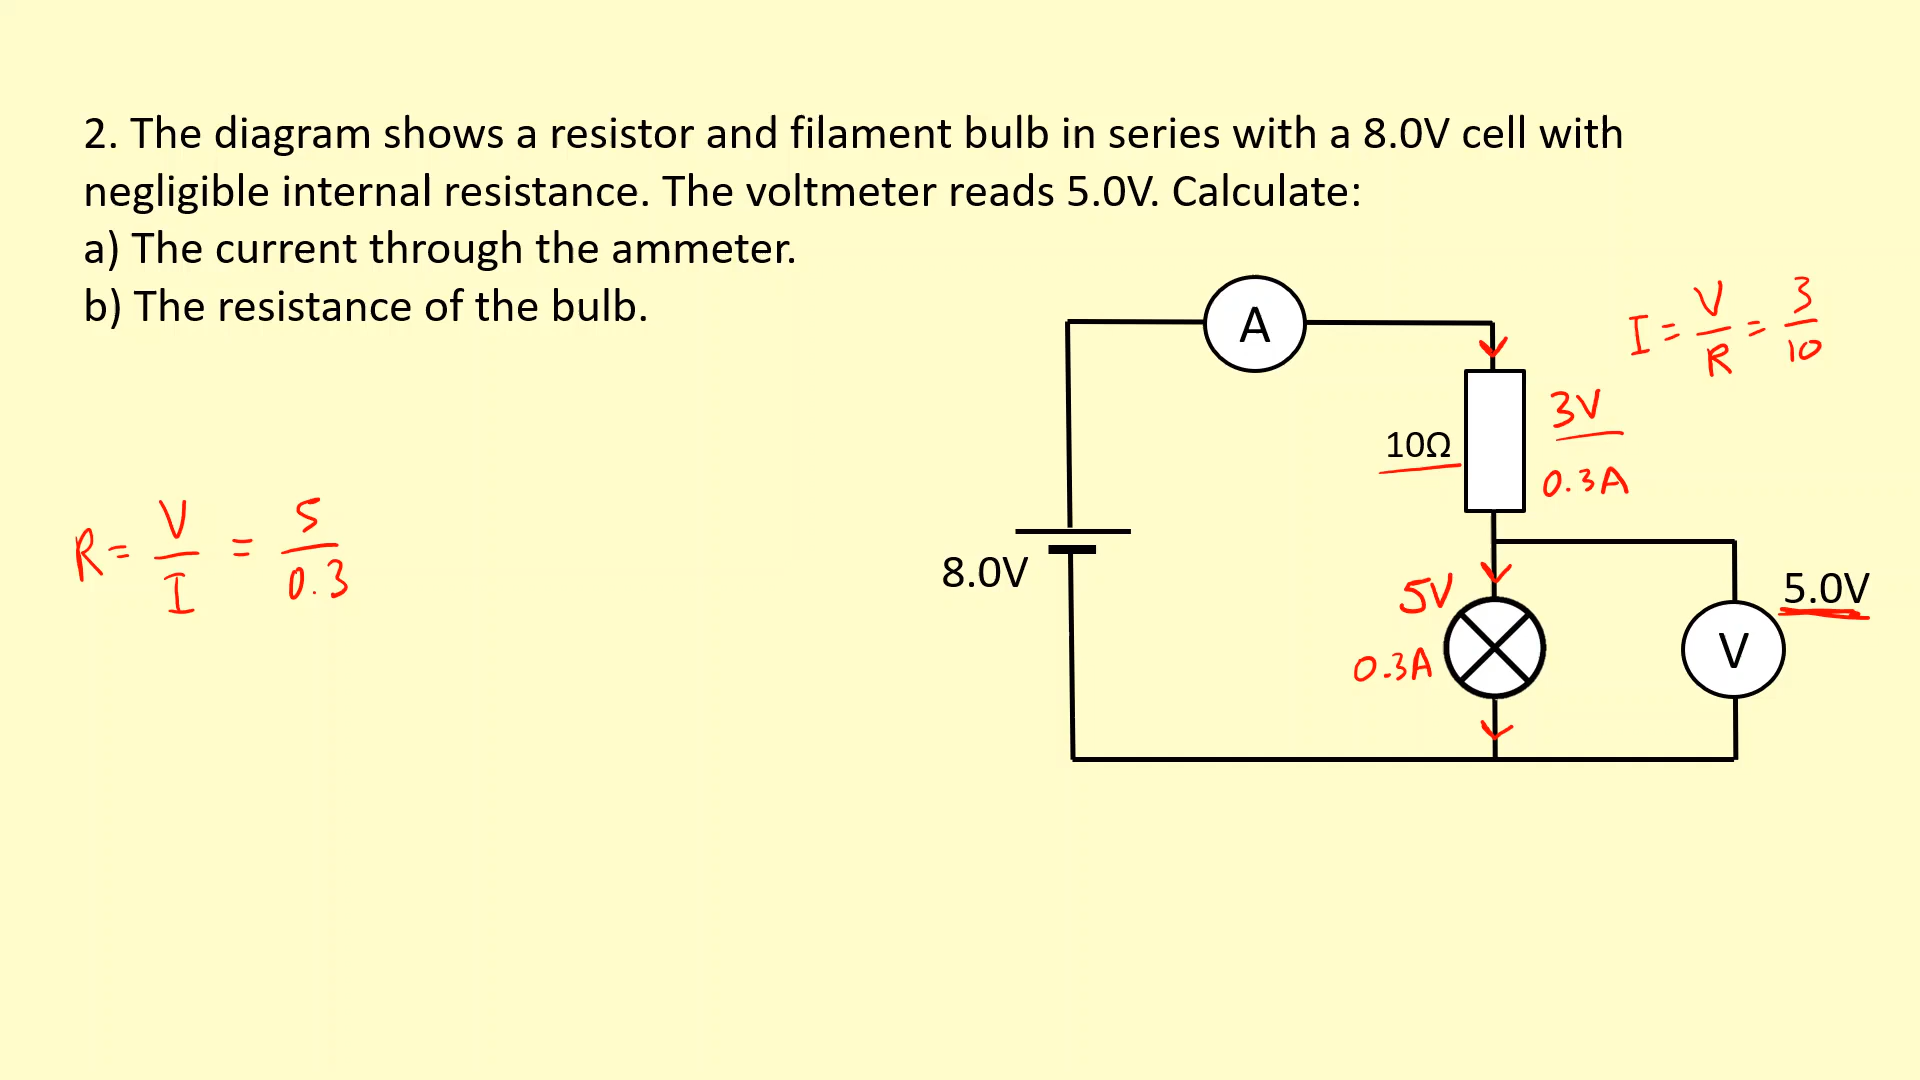 2. The diagram shows a resistor and filament bulb in series with a 8.0V cell with
negligible internal resistance. The voltmeter reads 5.0V. Calculate:
a) The current through the ammeter.
b) The resistance of the bulb.
A
I = V/R = 3/10
3V
10Ω
0.3A
R = V/I = 5/0.3
8.0V
5V
5.0V
0.3A
V